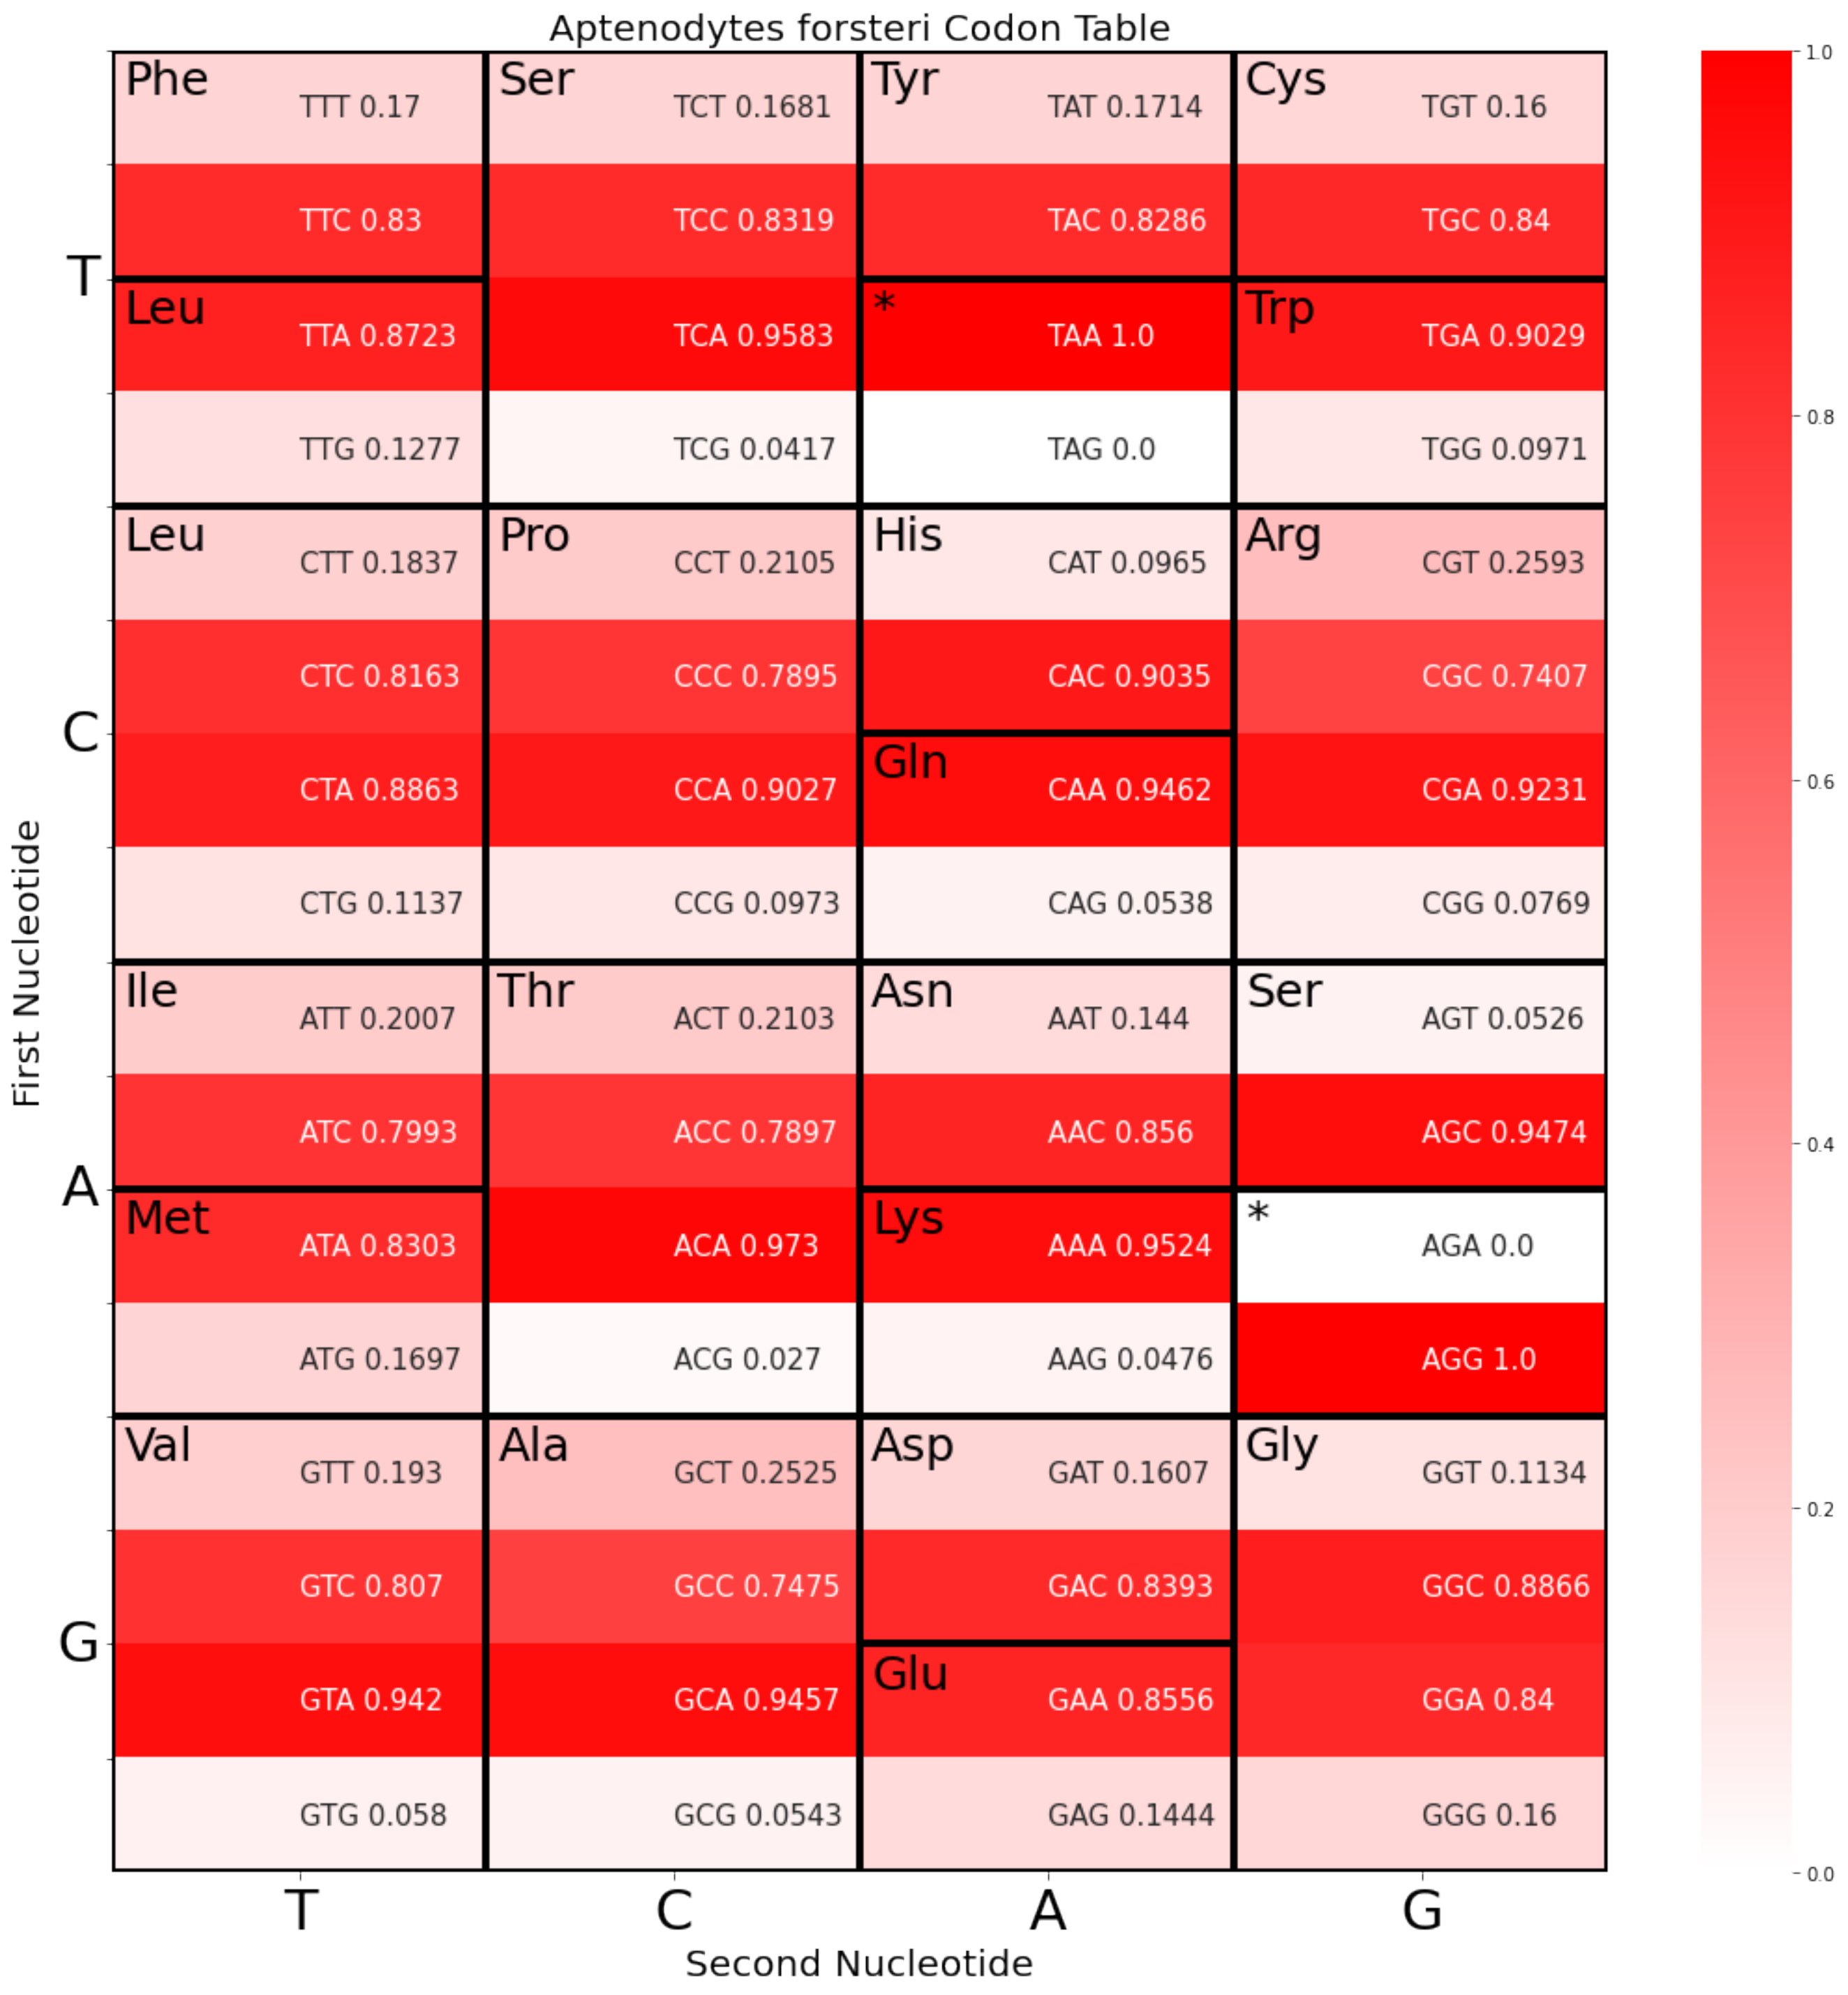 Aptenodytes forsteri Codon Table
Phe Ser Tyr Cys
TTT 0.17 TCT 0.1681 TAT 0.1714 TGT 0.16
TTC 0.83 TCC 0.8319 TAC 0.8286 TGC 0.84
T
Leu * Trp
TTA 0.8723 TCA 0.9583 TAA 1.0 TGA 0.9029
TTG 0.1277 TCG 0.0417 TAG 0.0 TGG 0.0971
Leu Pro His Arg
CTT 0.1837 CCT 0.2105 CAT 0.0965 CGT 0.2593
CTC 0.8163 CCC 0.7895 CAC 0.9035 CGC 0.7407
C
Gln
CTA 0.8863 CCA 0.9027 CAA 0.9462 CGA 0.9231
CTG 0.1137 CCG 0.0973 CAG 0.0538 CGG 0.0769
Ile Thr Asn Ser
ATT 0.2007 ACT 0.2103 AAT 0.144 AGT 0.0526
ATC 0.7993 ACC 0.7897 AAC 0.856 AGC 0.9474
A
Met Lys *
ATA 0.8303 ACA 0.973 AAA 0.9524 AGA 0.0
ATG 0.1697 ACG 0.027 AAG 0.0476 AGG 1.0
Val Ala Asp Gly
GTT 0.193 GCT 0.2525 GAT 0.1607 GGT 0.1134
GTC 0.807 GCC 0.7475 GAC 0.8393 GGC 0.8866
G
Glu
GTA 0.942 GCA 0.9457 GAA 0.8556 GGA 0.84
GTG 0.058 GCG 0.0543 GAG 0.1444 GGG 0.16
T C A G
Second Nucleotide
First Nucleotide
1.0
0.8
0.6
0.4
0.2
0.0